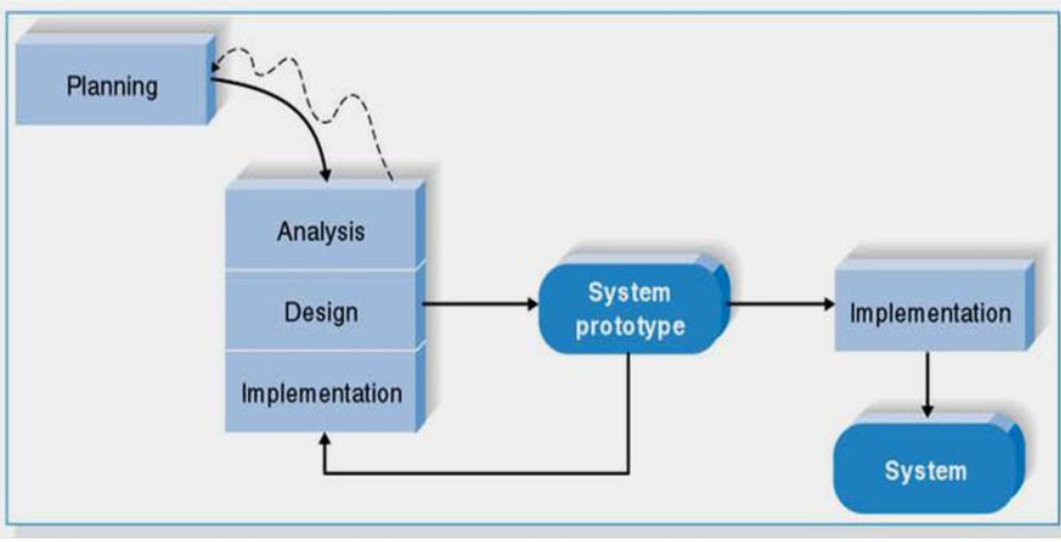 Planning
Analysis
Design
Implementation
System
prototype
Implementation
System